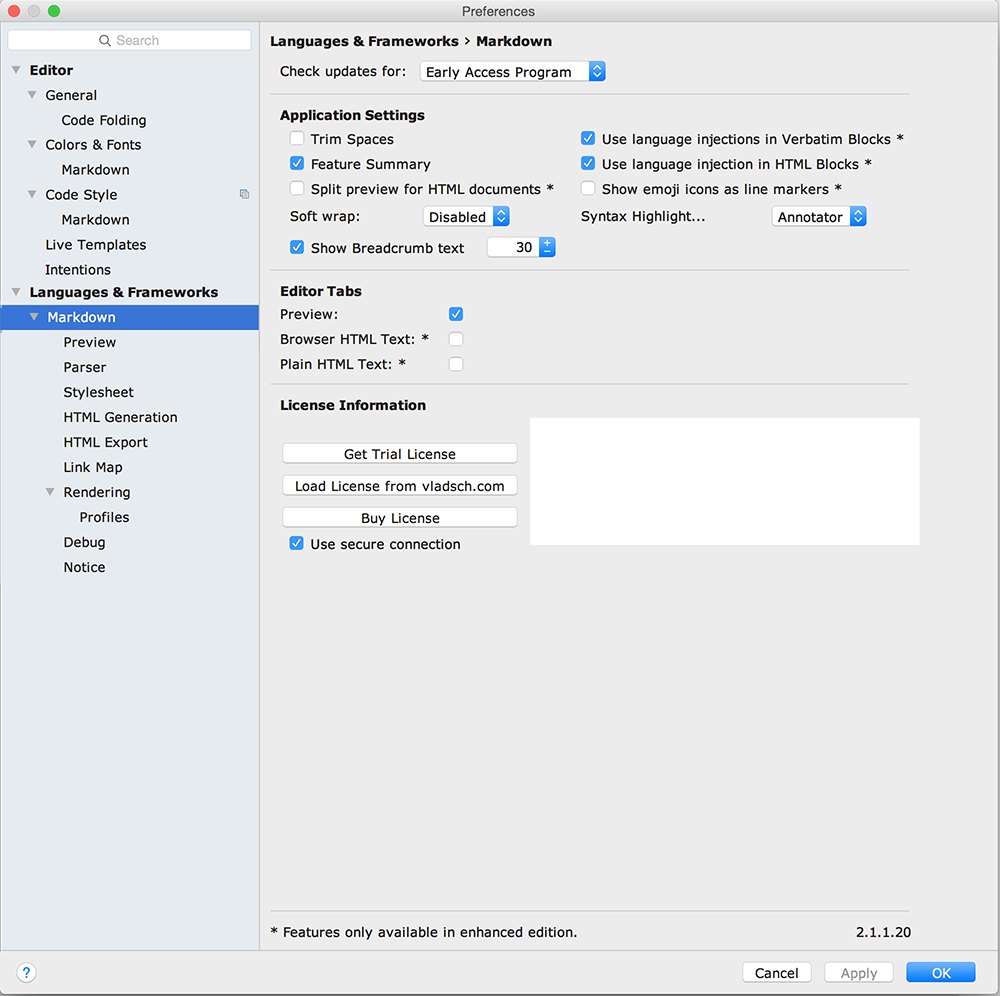 Preferences
Search
Editor
General
Code Folding
Colors & Fonts
Markdown
Code Style
Markdown
Live Templates
Intentions
Languages & Frameworks
Markdown
Preview
Parser
Stylesheet
HTML Generation
HTML Export
Link Map
Rendering
Profiles
Debug
Notice
Languages & Frameworks › Markdown
Check updates for: Early Access Program
Application Settings
Trim Spaces Use language injections in Verbatim Blocks *
Feature Summary Use language injection in HTML Blocks *
Split preview for HTML documents * Show emoji icons as line markers *
Soft wrap: Disabled Syntax Highlight... Annotator
Show Breadcrumb text 30 + −
Editor Tabs
Preview:
Browser HTML Text: *
Plain HTML Text: *
License Information
Get Trial License
Load License from vladsch.com
Buy License
Use secure connection
* Features only available in enhanced edition. 2.1.1.20
? Cancel Apply OK